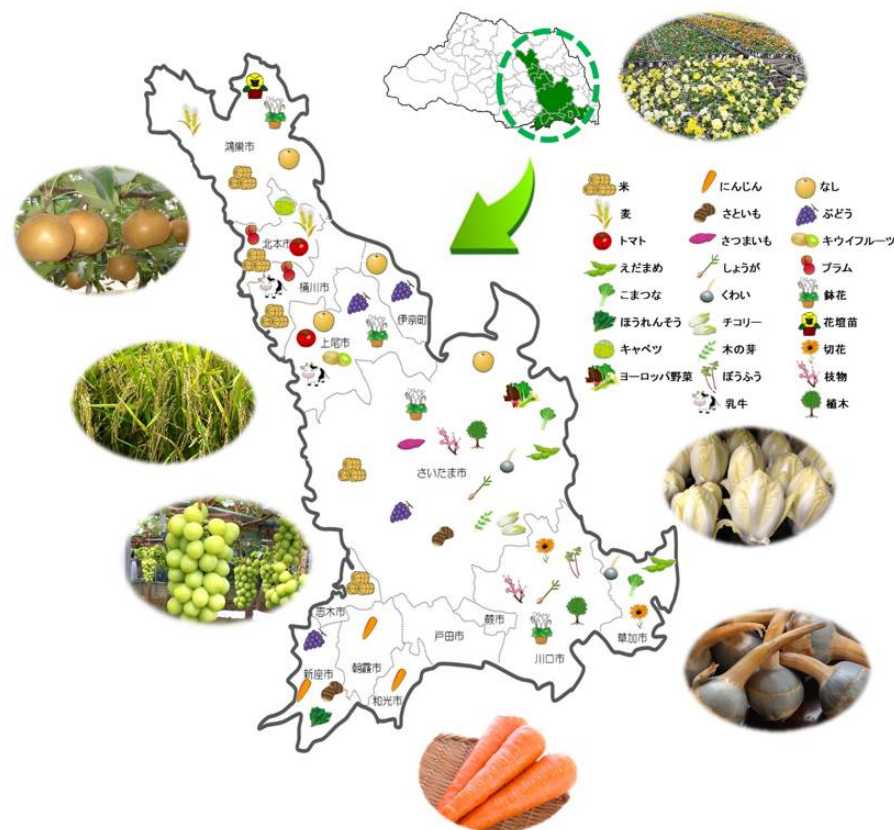 鴻巣市
北本市
桶川市
伊奈町
上尾市
さいたま市
志木市
新座市
朝霞市
和光市
戸田市
蕨市
川口市
草加市
米
麦
トマト
えだまめ
こまつな
ほうれんそう
キャベツ
ヨーロッパ野菜
にんじん
さといも
さつまいも
しょうが
くわい
チコリー
木の芽
ぼうふう
乳牛
なし
ぶどう
キウイフルーツ
プラム
鉢花
花壇苗
切花
枝物
植木